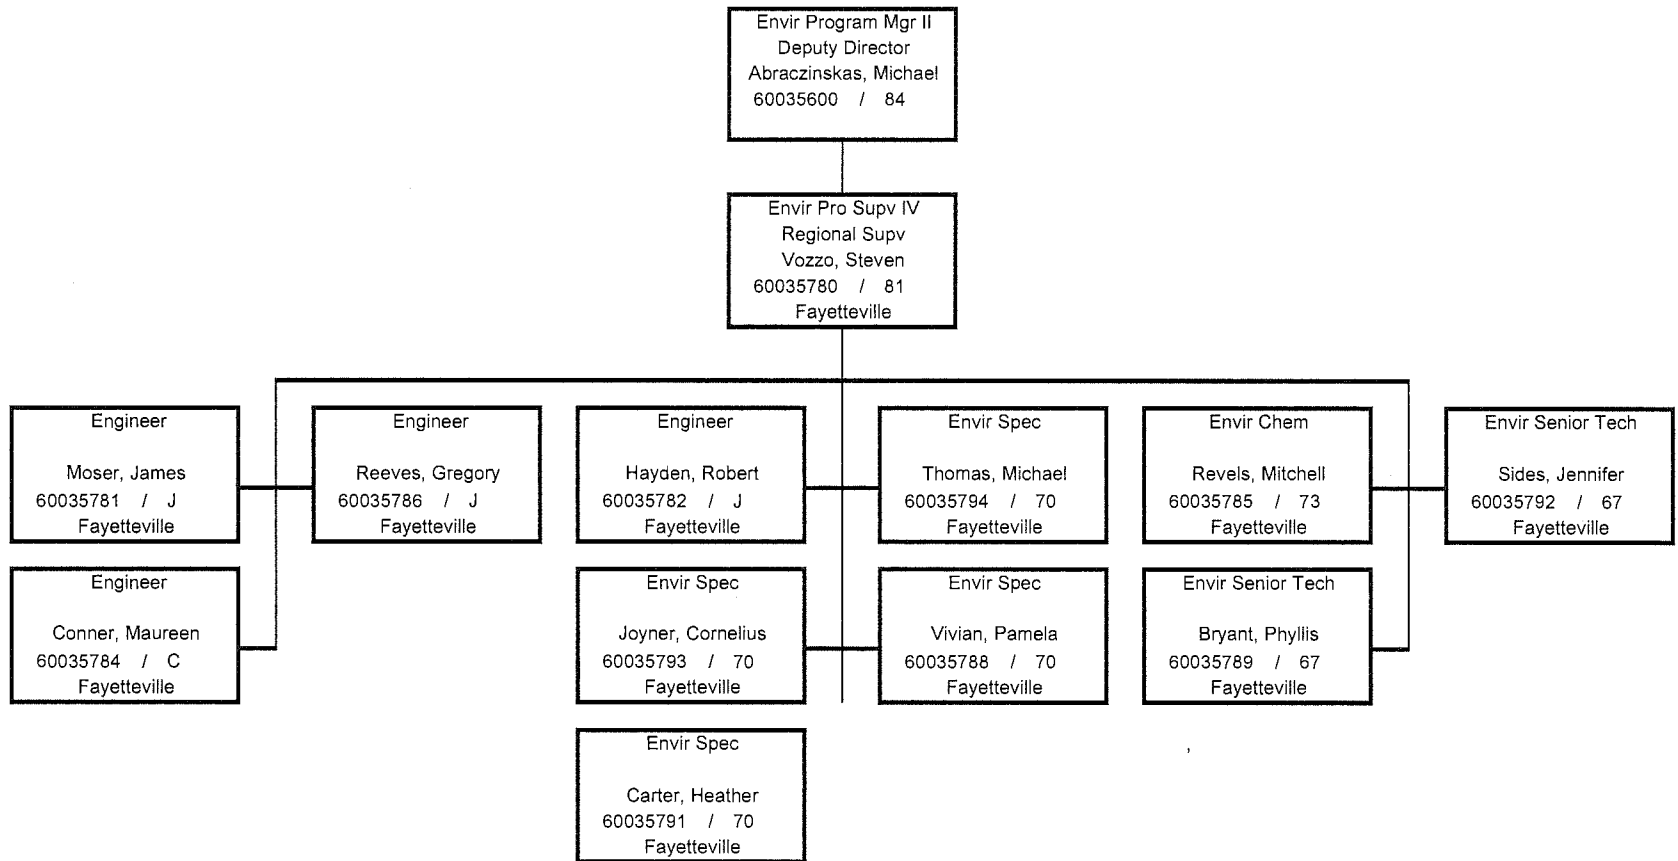 Envir Program Mgr II
Deputy Director
Abraczinskas, Michael
60035600 / 84
Envir Pro Supv IV
Regional Supv
Vozzo, Steven
60035780 / 81
Fayetteville
Engineer
Moser, James
60035781 / J
Fayetteville
Engineer
Reeves, Gregory
60035786 / J
Fayetteville
Engineer
Hayden, Robert
60035782 / J
Fayetteville
Envir Spec
Thomas, Michael
60035794 / 70
Fayetteville
Envir Chem
Revels, Mitchell
60035785 / 73
Fayetteville
Envir Senior Tech
Sides, Jennifer
60035792 / 67
Fayetteville
Engineer
Conner, Maureen
60035784 / C
Fayetteville
Envir Spec
Joyner, Cornelius
60035793 / 70
Fayetteville
Envir Spec
Vivian, Pamela
60035788 / 70
Fayetteville
Envir Senior Tech
Bryant, Phyllis
60035789 / 67
Fayetteville
Envir Spec
Carter, Heather
60035791 / 70
Fayetteville